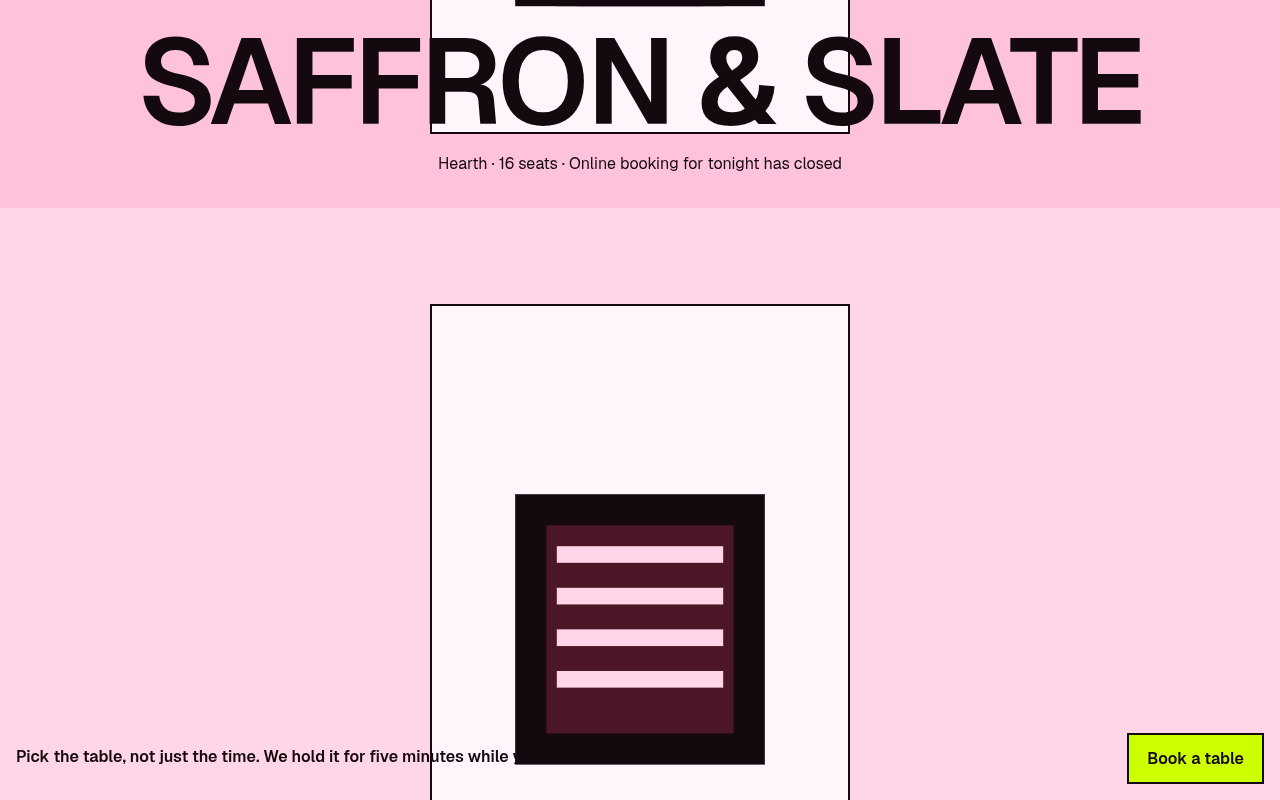 SAFFRON & SLATE
Hearth · 16 seats · Online booking for tonight has closed
Pick the table, not just the time. We hold it for five minutes while
Book a table